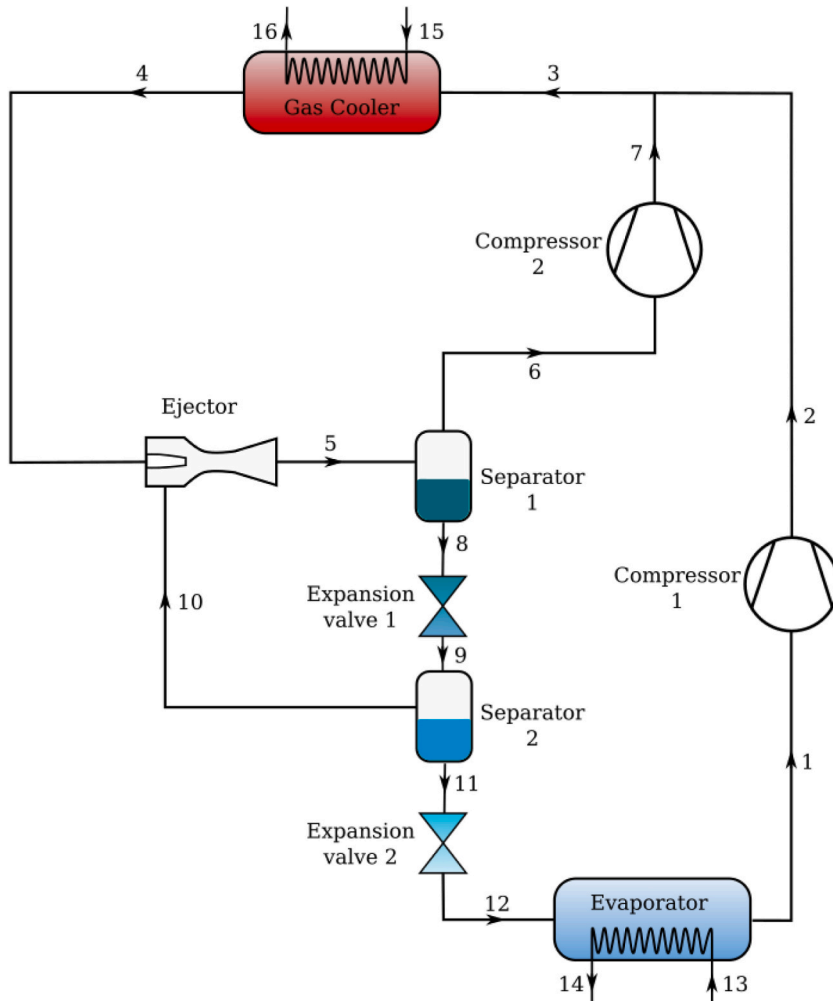 16
15
4
3
Gas Cooler
7
Compressor
2
6
Ejector
5
2
Separator
1
8
Compressor
1
Expansion
valve 1
10
9
Separator
2
1
11
Expansion
valve 2
12
Evaporator
14
13